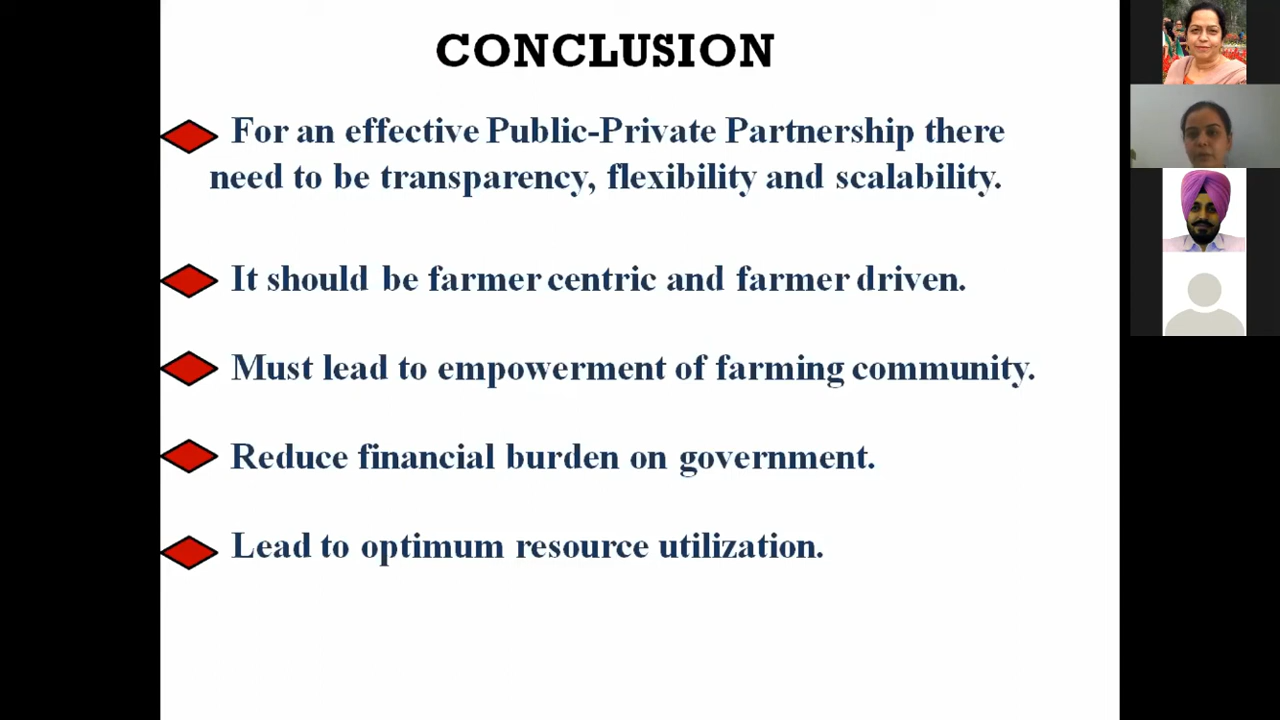 CONCLUSION
For an effective Public-Private Partnership there
need to be transparency, flexibility and scalability.
It should be farmer centric and farmer driven.
Must lead to empowerment of farming community.
Reduce financial burden on government.
Lead to optimum resource utilization.